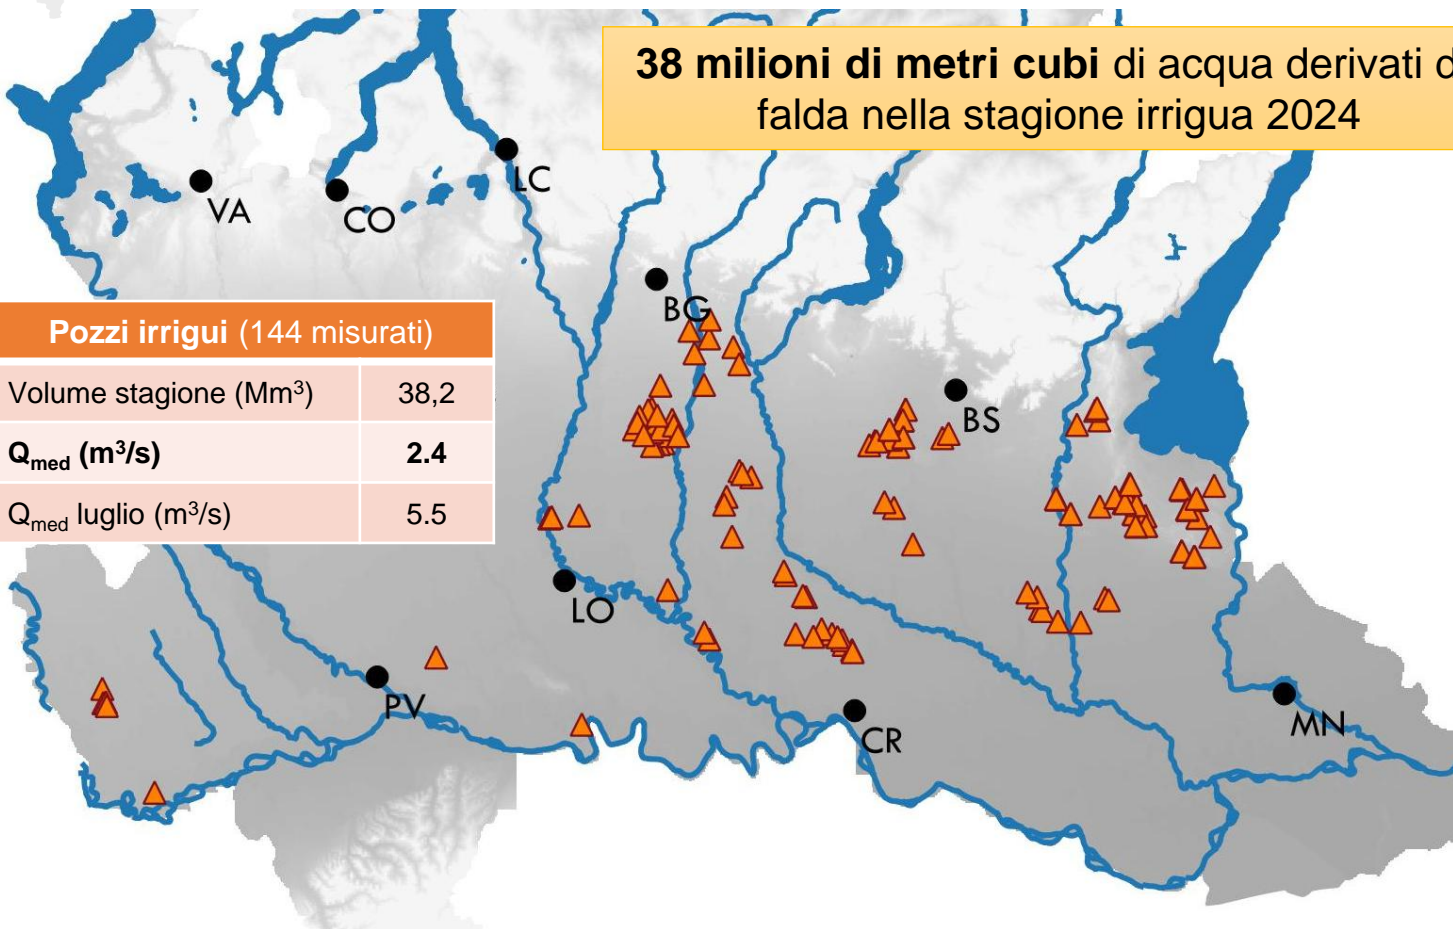 38 milioni di metri cubi di acqua derivati d
falda nella stagione irrigua 2024
LC
VA
CO
BG
Pozzi irrigui (144 misurati)
Volume stagione (Mm³) 38,2
Qmed (m³/s) 2.4
Qmed luglio (m³/s) 5.5
BS
LO
PV
CR
MN